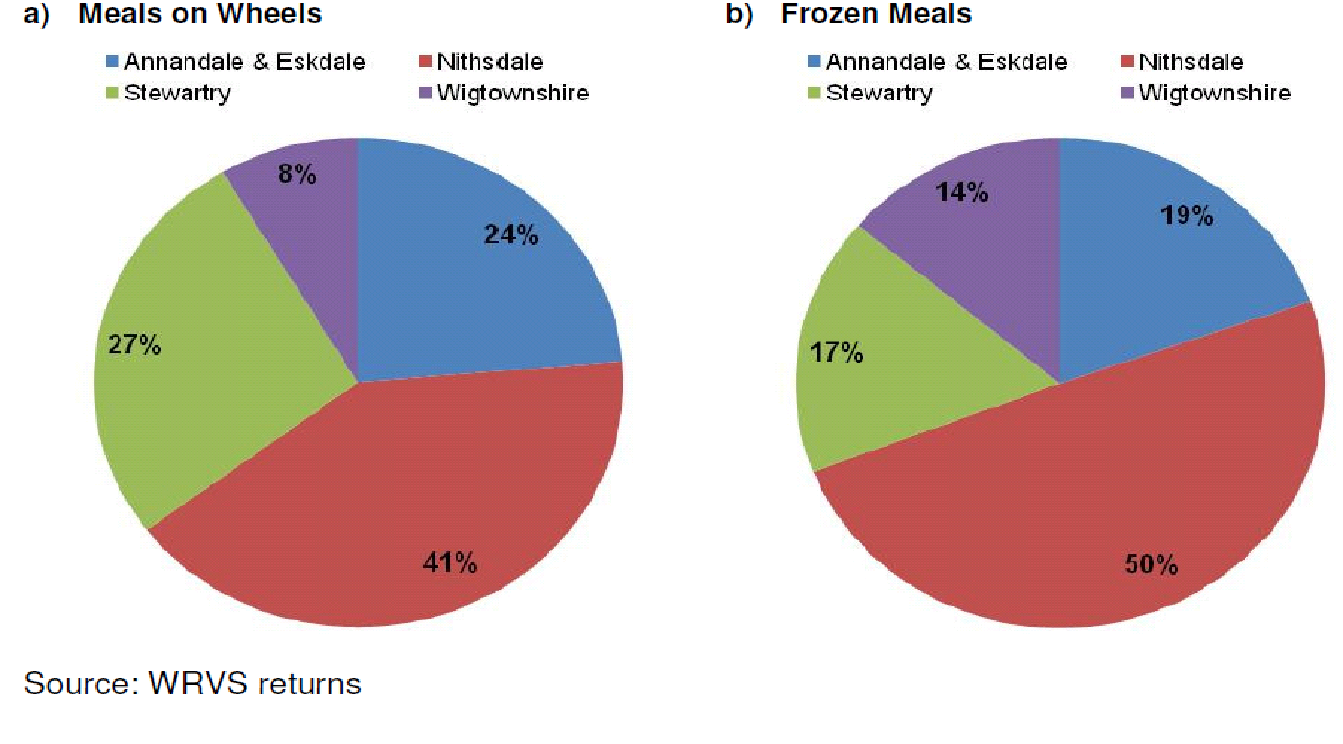 a) Meals on Wheels
Annandale & Eskdale
Nithsdale
Stewartry
Wigtownshire
8%
24%
27%
41%
b) Frozen Meals
Annandale & Eskdale
Nithsdale
Stewartry
Wigtownshire
14%
19%
17%
50%
Source: WRVS returns